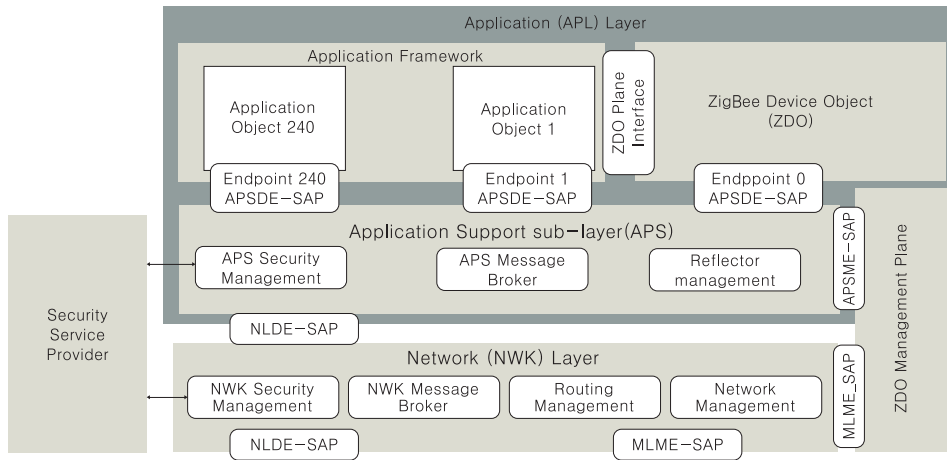 Application (APL) Layer
Application Framework
Application
Object 240
Application
Object 1
ZDO Plane
Interface
ZigBee Device Object
(ZDO)
Endpoint 240
APSDE-SAP
Endpoint 1
APSDE-SAP
Endppoint 0
APSDE-SAP
Application Support sub-layer(APS)
APS Security
Management
APS Message
Broker
Reflector
management
APSME-SAP
ZDO Management Plane
Security
Service
Provider
NLDE-SAP
Network (NWK) Layer
NWK Security
Management
NWK Message
Broker
Routing
Management
Network
Management
MLME_SAP
NLDE-SAP
MLME-SAP